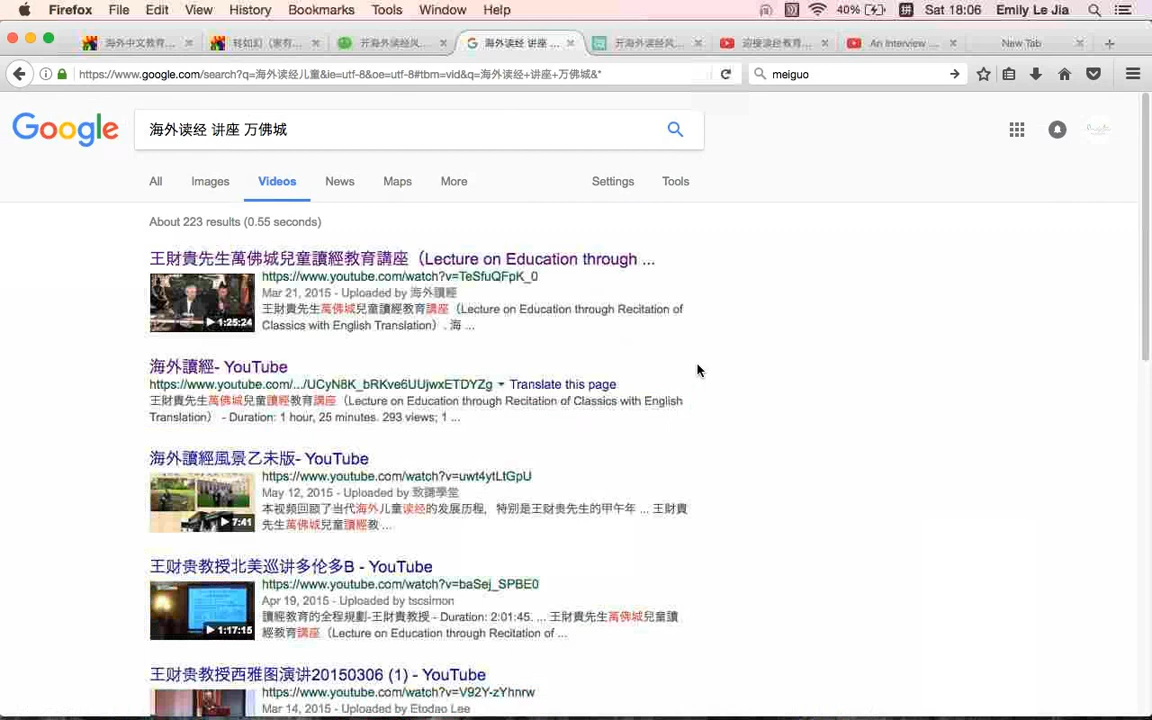 Firefox File Edit View History Bookmarks Tools Window Help 40% 拼 Sat 18:06 Emily Le Jia
海外中文教育... 转如幻（家有... 开海外读经风... 海外读经 讲座 ... 开海外读经风... 迎接读经教育... An Interview ... New Tab
https://www.google.com/search?q=海外读经儿童&ie=utf-8&oe=utf-8#tbm=vid&q=海外读经+讲座+万佛城&*
meiguo
Google
海外读经 讲座 万佛城
All Images Videos News Maps More Settings Tools
About 223 results (0.55 seconds)
王財貴先生萬佛城兒童讀經教育講座（Lecture on Education through ...
https://www.youtube.com/watch?v=TeSfuQFpK_0
Mar 21, 2015 - Uploaded by 海外讀經
王財貴先生萬佛城兒童讀經教育講座（Lecture on Education through Recitation of
Classics with English Translation）. 海 ...
1:25:24
海外讀經- YouTube
https://www.youtube.com/.../UCyN8K_bRKve6UUjwxETDYZg Translate this page
王財貴先生萬佛城兒童讀經教育講座（Lecture on Education through Recitation of Classics with English
Translation） - Duration: 1 hour, 25 minutes. 293 views; 1 ...
海外讀經風景乙未版- YouTube
https://www.youtube.com/watch?v=uwt4ytLtGpU
May 12, 2015 - Uploaded by 致謙學堂
本视频回顾了当代海外儿童读经的发展历程，特别是王财贵先生的甲午年 ... 王財貴
先生萬佛城兒童讀經教 ...
7:41
王财贵教授北美巡讲多伦多B - YouTube
https://www.youtube.com/watch?v=baSej_SPBE0
Apr 19, 2015 - Uploaded by tscsimon
讀經教育的全程規劃-王財貴教授 - Duration: 2:01:45. ... 王財貴先生萬佛城兒童讀
經教育講座（Lecture on Education through Recitation of ...
1:17:15
王财贵教授西雅图演讲20150306 (1) - YouTube
https://www.youtube.com/watch?v=V92Y-zYhnrw
Mar 14, 2015 - Uploaded by Etodao Lee